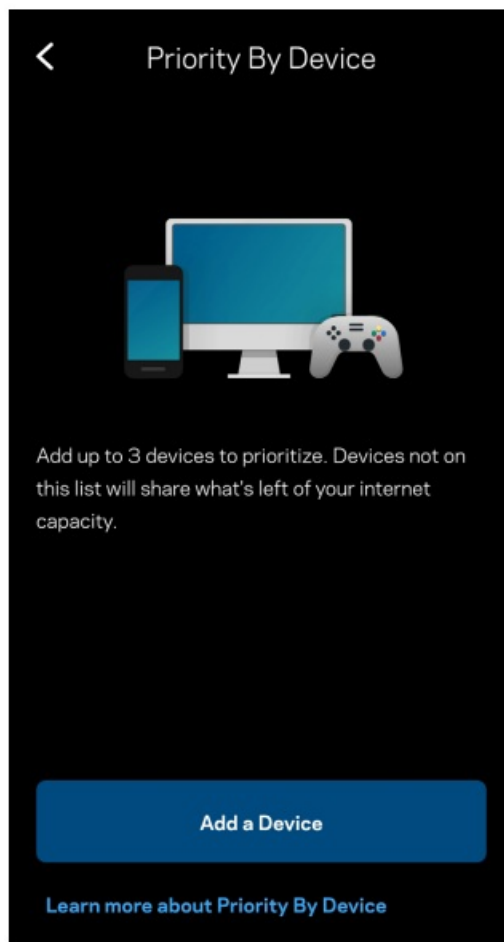 Priority By Device
Add up to 3 devices to prioritize. Devices not on
this list will share what's left of your internet
capacity.
Add a Device
Learn more about Priority By Device